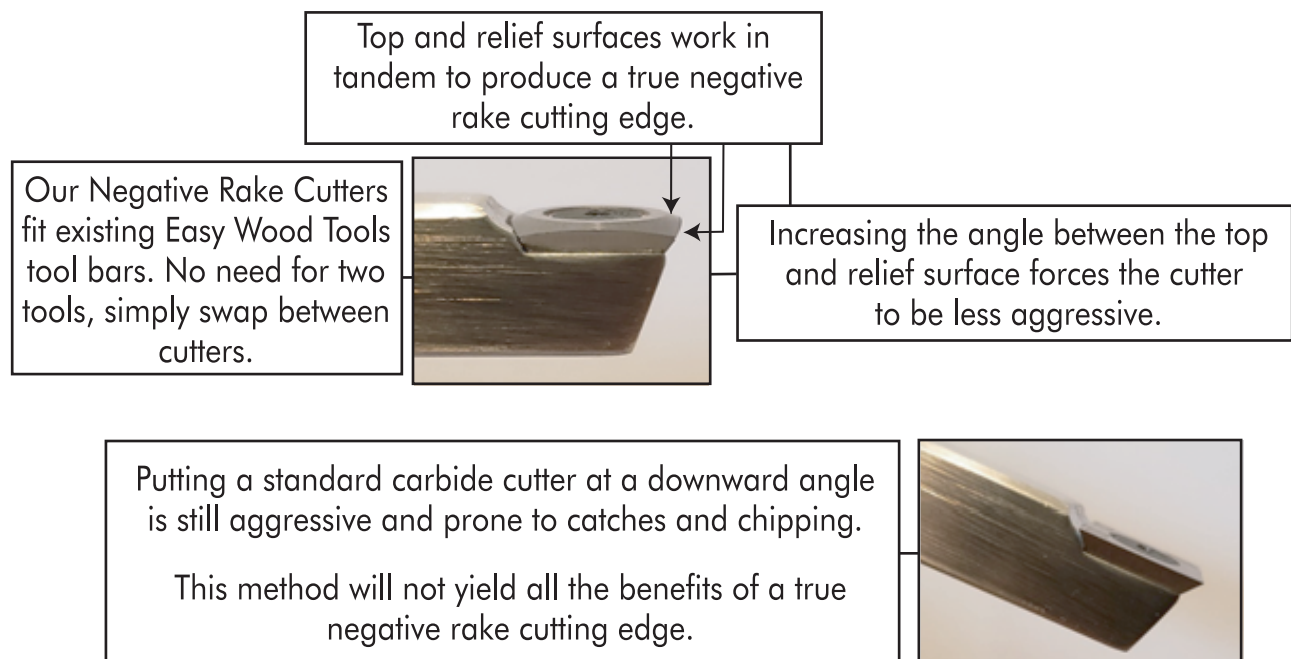 Top and relief surfaces work in
tandem to produce a true negative
rake cutting edge.
Our Negative Rake Cutters
fit existing Easy Wood Tools
tool bars. No need for two
tools, simply swap between
cutters.
Increasing the angle between the top
and relief surface forces the cutter
to be less aggressive.
Putting a standard carbide cutter at a downward angle
is still aggressive and prone to catches and chipping.
This method will not yield all the benefits of a true
negative rake cutting edge.